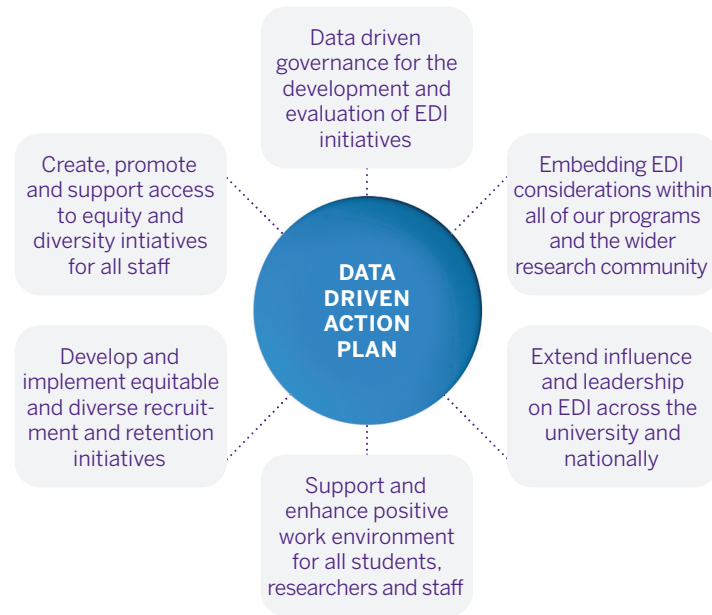 Data driven
governance for the
development and
evaluation of EDI
initiatives
Embedding EDI
considerations within
all of our programs
and the wider
research community
Extend influence
and leadership
on EDI across the
university and
nationally
Support and
enhance positive
work environment
for all students,
researchers and staff
Develop and
implement equitable
and diverse recruit-
ment and retention
initiatives
Create, promote
and support access
to equity and
diversity intiatives
for all staff
DATA
DRIVEN
ACTION
PLAN